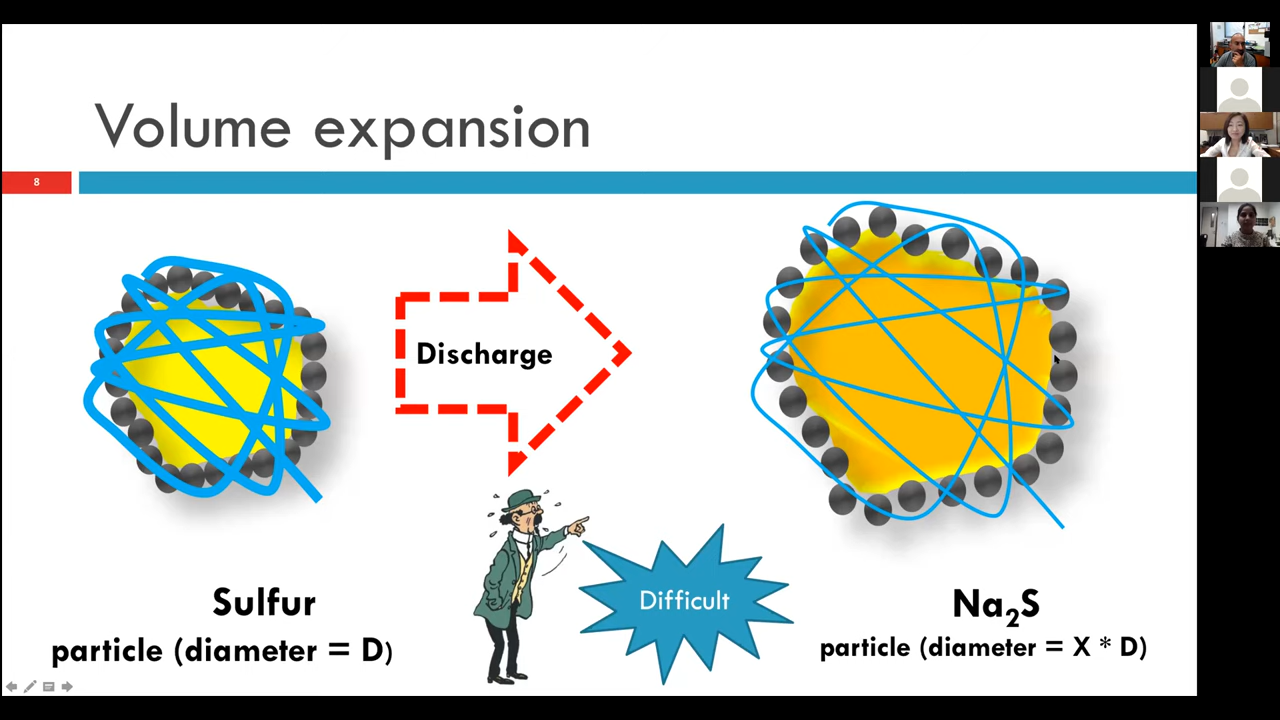 Volume expansion
8
Discharge
Difficult
Sulfur
particle (diameter = D)
Na₂S
particle (diameter = X * D)